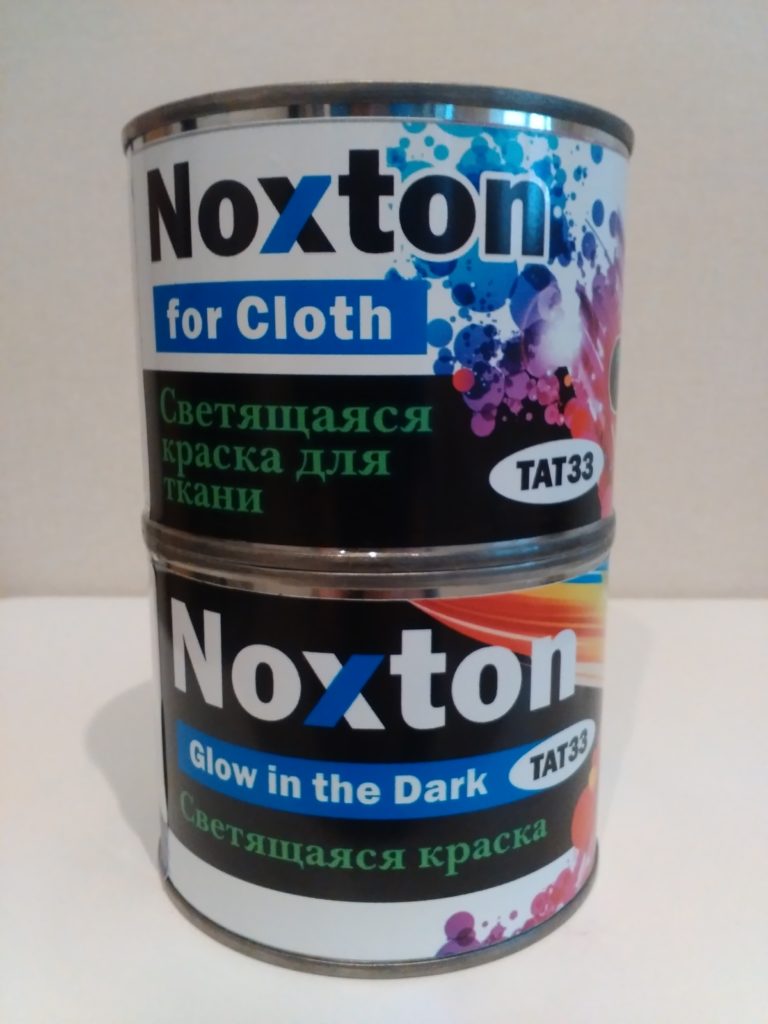 Noxton
for Cloth
Светящаяся
краска для
ткани
TAT33
Noxton
Glow in the Dark
TAT33
Светящаяся краска